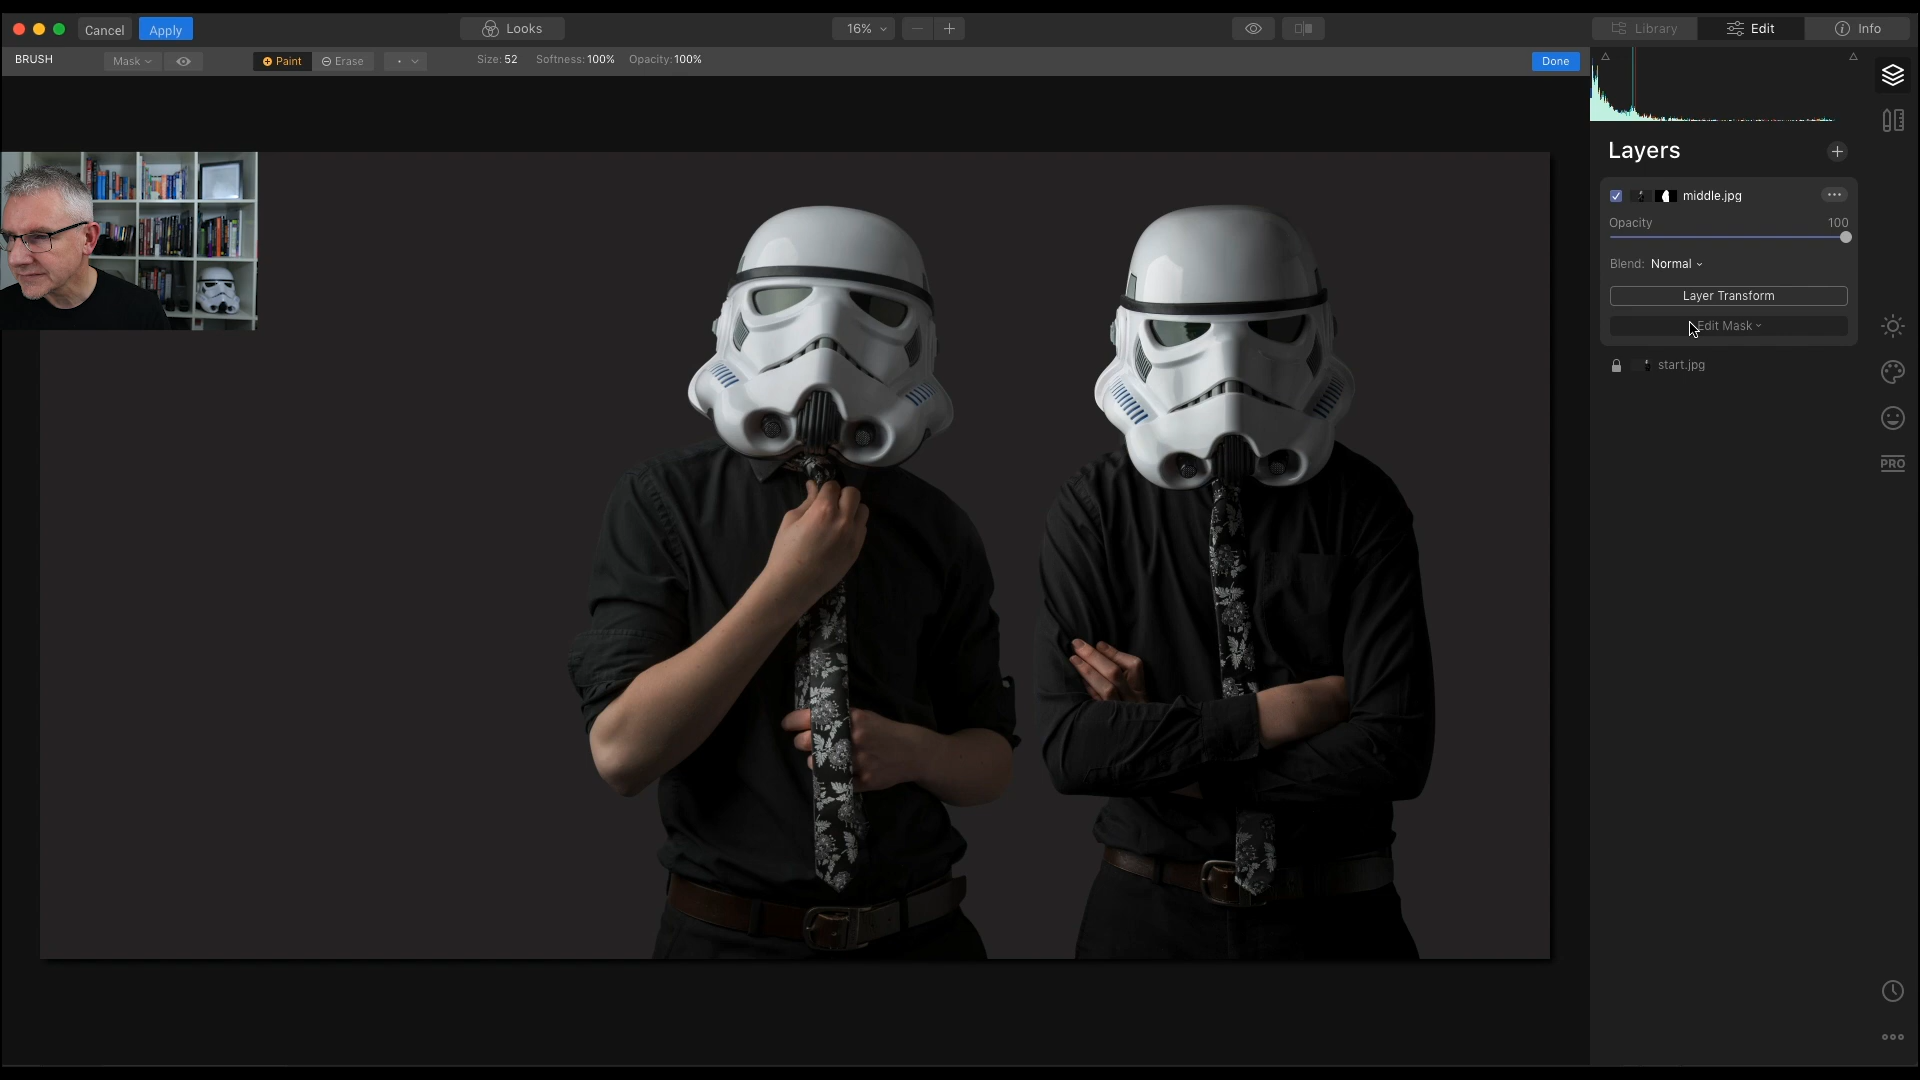 Cancel Apply Looks 16% Library Edit Info
BRUSH Mask Paint Erase Size: 52 Softness: 100% Opacity: 100% Done
Layers
middle.jpg
Opacity 100
Blend: Normal
Layer Transform
Edit Mask
start.jpg
PRO